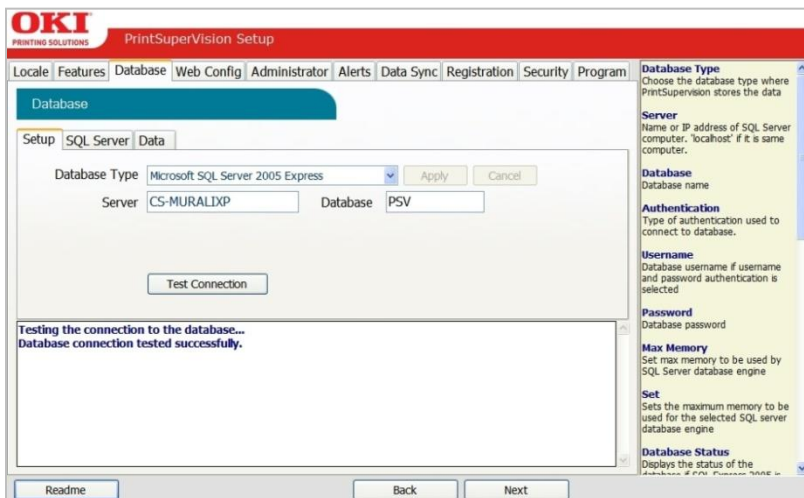 OKI
PRINTING SOLUTIONS
PrintSuperVision Setup
Locale Features Database Web Config Administrator Alerts Data Sync Registration Security Program
Database
Setup SQL Server Data
Database Type Microsoft SQL Server 2005 Express Apply Cancel
Server CS-MURALIXP Database PSV
Test Connection
Testing the connection to the database...
Database connection tested successfully.
Readme Back Next
Database Type
Choose the database type where
PrintSupervision stores the data
Server
Name or IP address of SQL Server
computer. 'localhost' if it is same
computer.
Database
Database name
Authentication
Type of authentication used to
connect to database.
Username
Database username if username
and password authentication is
selected
Password
Database password
Max Memory
Set max memory to be used by
SQL Server database engine
Set
Sets the maximum memory to be
used for the selected SQL server
database engine
Database Status
Displays the status of the
database if SQL Express 2005 is